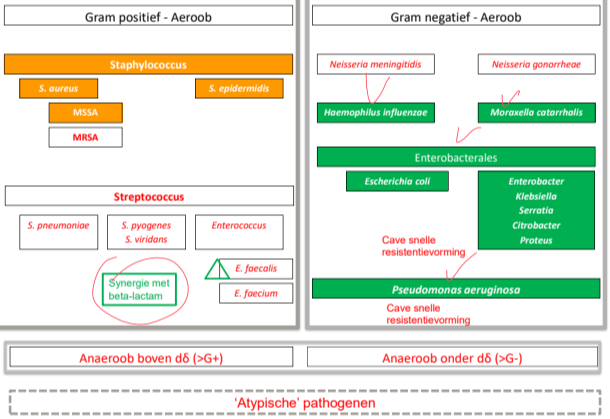 Gram positief - Aeroob
Staphylococcus
S. aureus
S. epidermidis
MSSA
MRSA
Streptococcus
S. pneumoniae
S. pyogenes
S. viridans
Enterococcus
Synergie met
beta-lactam
E. faecalis
E. faecium
Gram negatief - Aeroob
Neisseria meningitidis
Neisseria gonorrheae
Haemophilus influenzae
Moraxella catarrhalis
Enterobacterales
Escherichia coli
Enterobacter
Klebsiella
Serratia
Citrobacter
Proteus
Cave snelle
resistentievorming
Pseudomonas aeruginosa
Cave snelle
resistentievorming
Anaeroob boven dδ (>G+)
Anaeroob onder dδ (>G-)
‘Atypische’ pathogenen